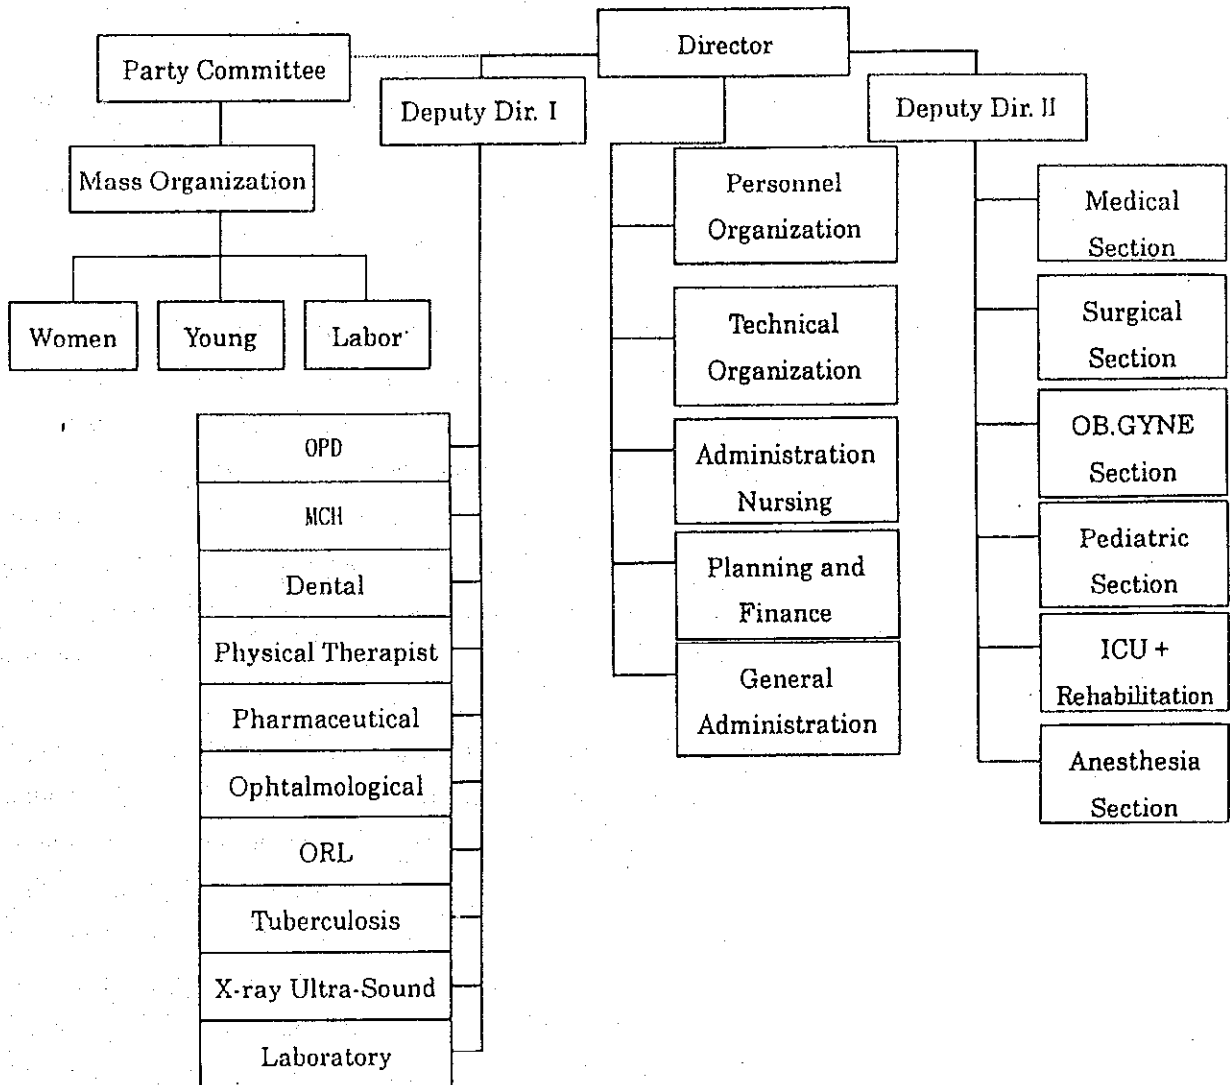 Director
Party Committee
Deputy Dir. I
Deputy Dir. II
Mass Organization
Women
Young
Labor
Personnel
Organization
Technical
Organization
Administration
Nursing
Planning and
Finance
General
Administration
Medical
Section
Surgical
Section
OB.GYNE
Section
Pediatric
Section
ICU +
Rehabilitation
Anesthesia
Section
OPD
MCH
Dental
Physical Therapist
Pharmaceutical
Ophtalmological
ORL
Tuberculosis
X-ray Ultra-Sound
Laboratory